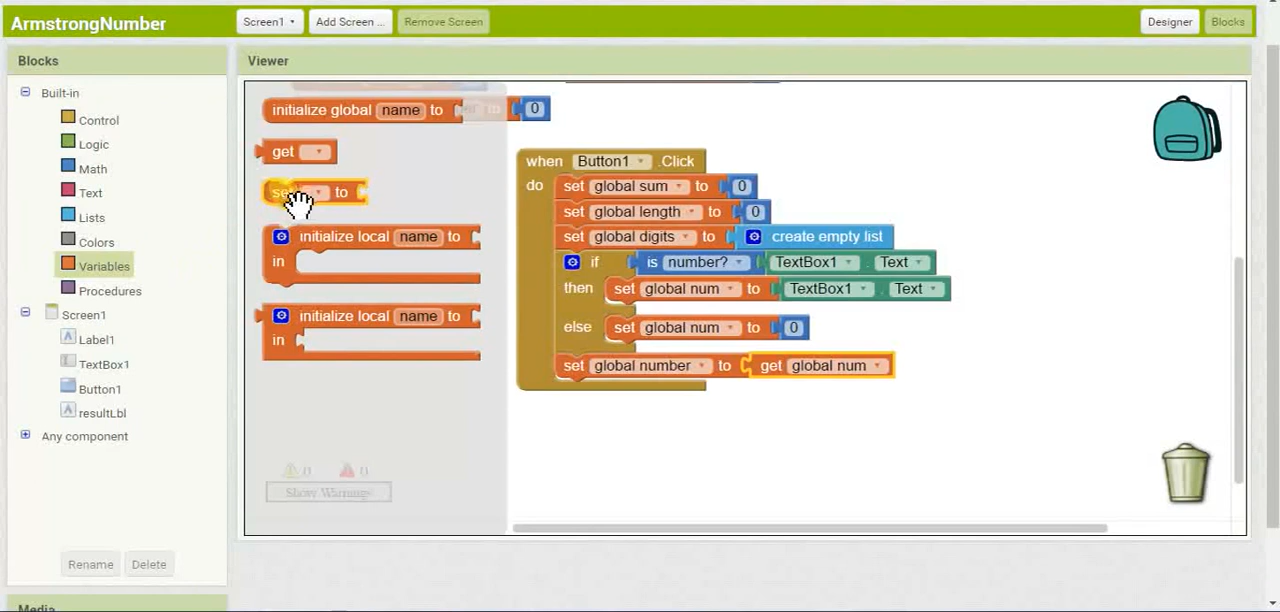 ArmstrongNumber
Screen1
Add Screen ...
Remove Screen
Designer
Blocks
Blocks
Viewer
Built-in
Control
Logic
Math
Text
Lists
Colors
Variables
Procedures
Screen1
Label1
TextBox1
Button1
resultLbl
Any component
Rename
Delete
Media
initialize global name to
to 0
get
set to
initialize local name to
in
initialize local name to
in
0 0
Show Warnings
when Button1 .Click
do set global sum to 0
set global length to 0
set global digits to create empty list
if is number? TextBox1 . Text
then set global num to TextBox1 . Text
else set global num to 0
set global number to get global num